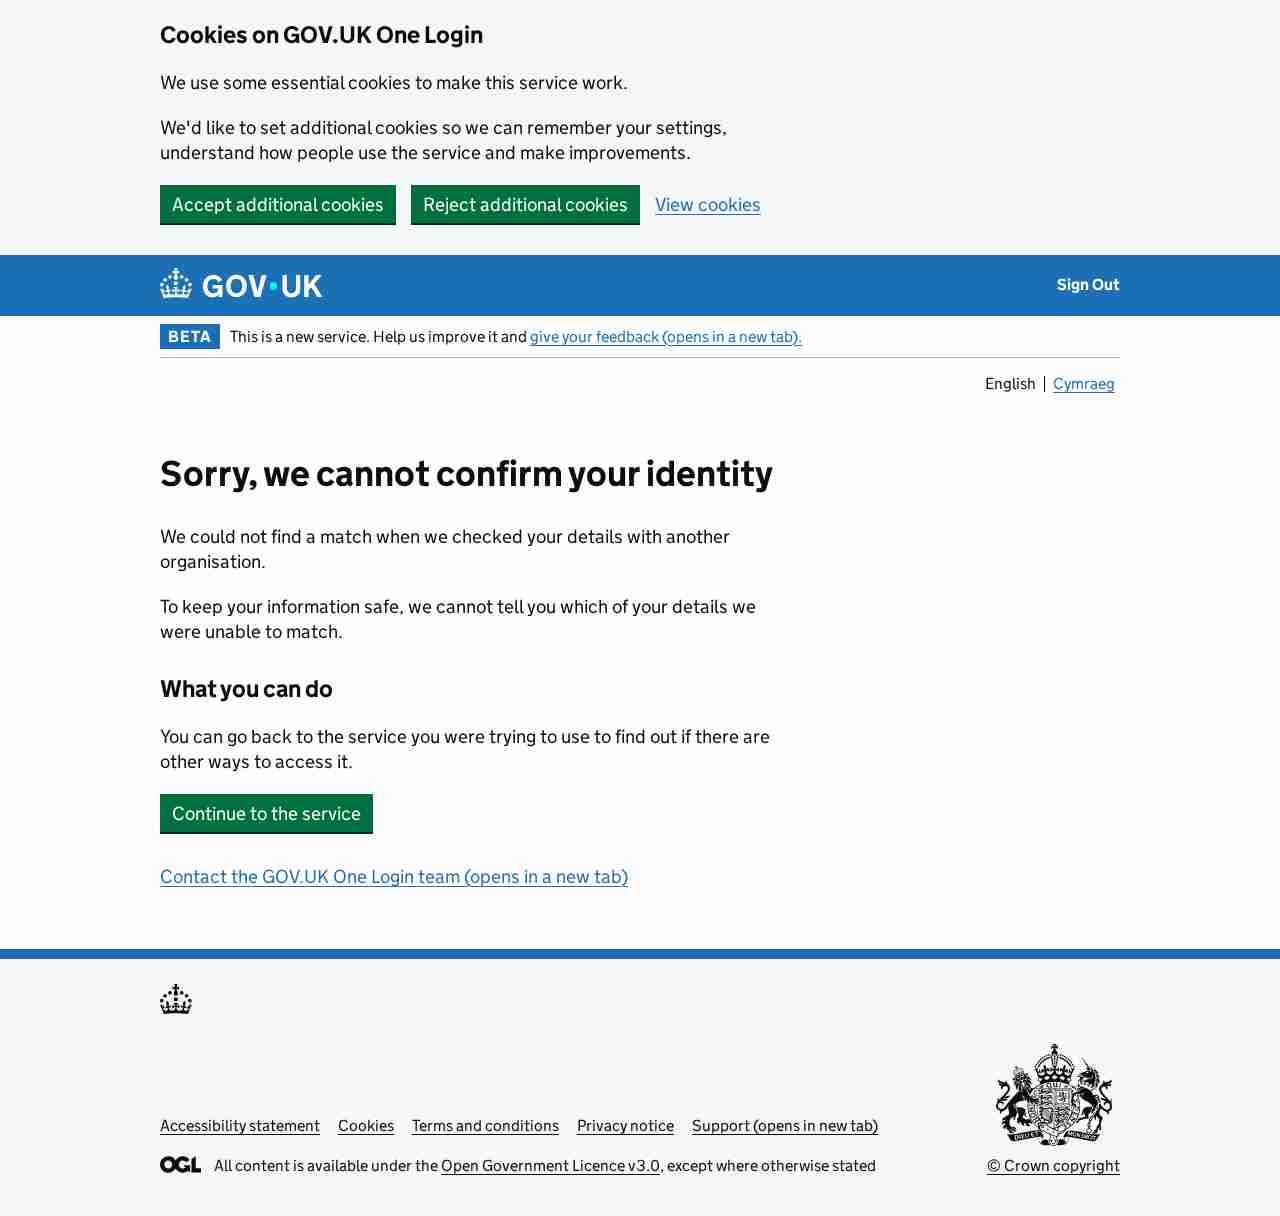 Cookies on GOV.UK One Login
We use some essential cookies to make this service work.
We'd like to set additional cookies so we can remember your settings,
understand how people use the service and make improvements.
Accept additional cookies Reject additional cookies View cookies
GOV.UK Sign Out
BETA This is a new service. Help us improve it and give your feedback (opens in a new tab).
English Cymraeg
Sorry, we cannot confirm your identity
We could not find a match when we checked your details with another
organisation.
To keep your information safe, we cannot tell you which of your details we
were unable to match.
What you can do
You can go back to the service you were trying to use to find out if there are
other ways to access it.
Continue to the service
Contact the GOV.UK One Login team (opens in a new tab)
Accessibility statement Cookies Terms and conditions Privacy notice Support (opens in new tab)
OGL All content is available under the Open Government Licence v3.0, except where otherwise stated
© Crown copyright